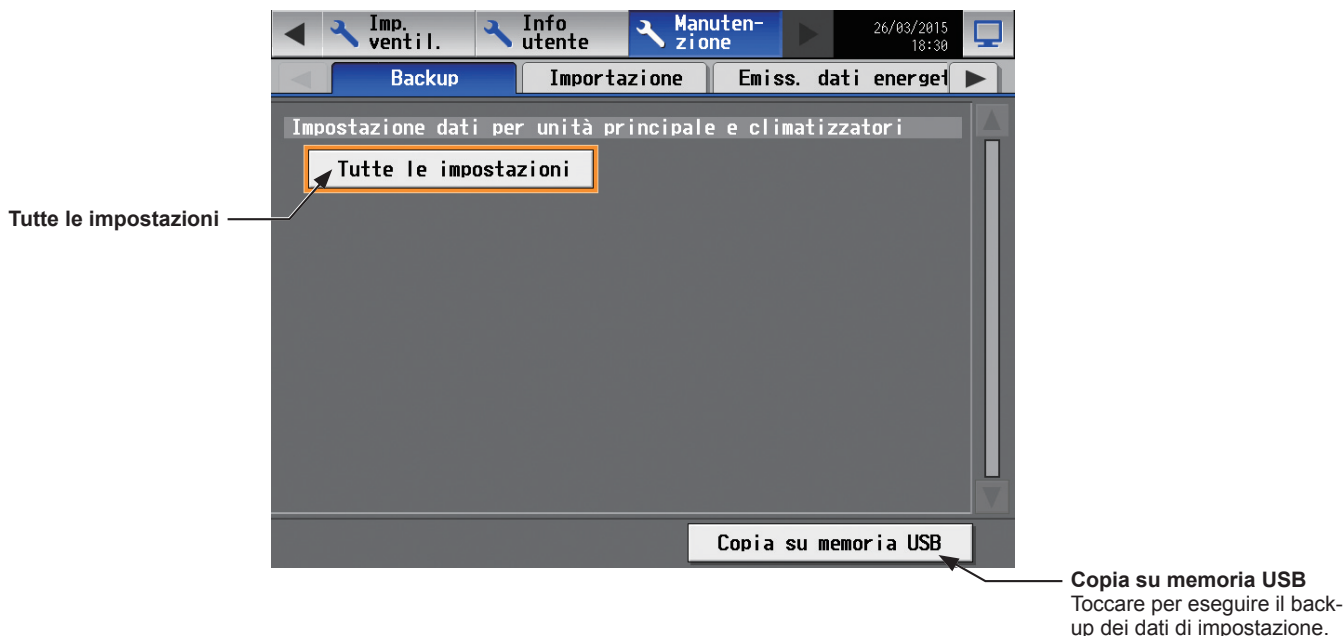 Imp.
ventil.
Info
utente
Manuten-
zione
26/03/2015
18:30
Backup
Importazione
Emiss. dati energet
Impostazione dati per unità principale e climatizzatori
Tutte le impostazioni
Tutte le impostazioni
Copia su memoria USB
Copia su memoria USB
Toccare per eseguire il back-
up dei dati di impostazione.